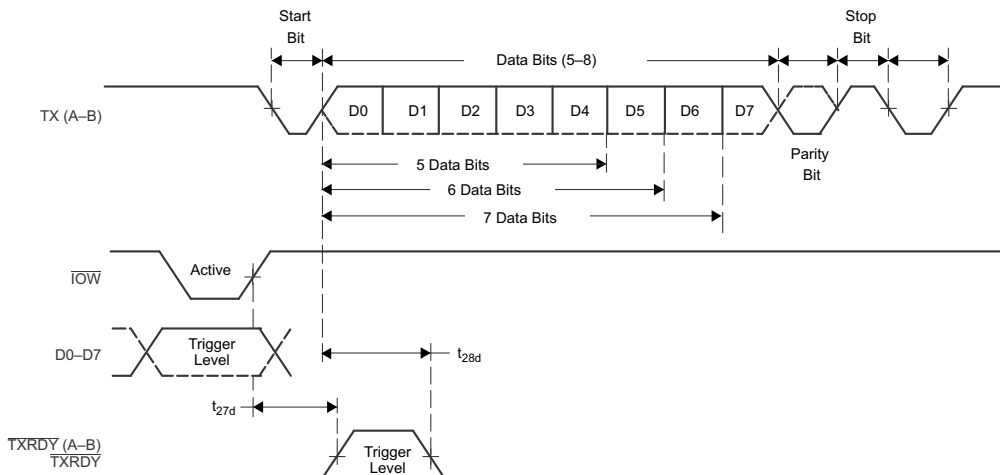 Start
Bit
Data Bits (5–8)
Stop
Bit
TX (A–B)
D0 D1 D2 D3 D4 D5 D6 D7
Parity
Bit
5 Data Bits
6 Data Bits
7 Data Bits
IOW
Active
D0–D7
Trigger
Level
t28d
t27d
TXRDY (A–B)
TXRDY
Trigger
Level